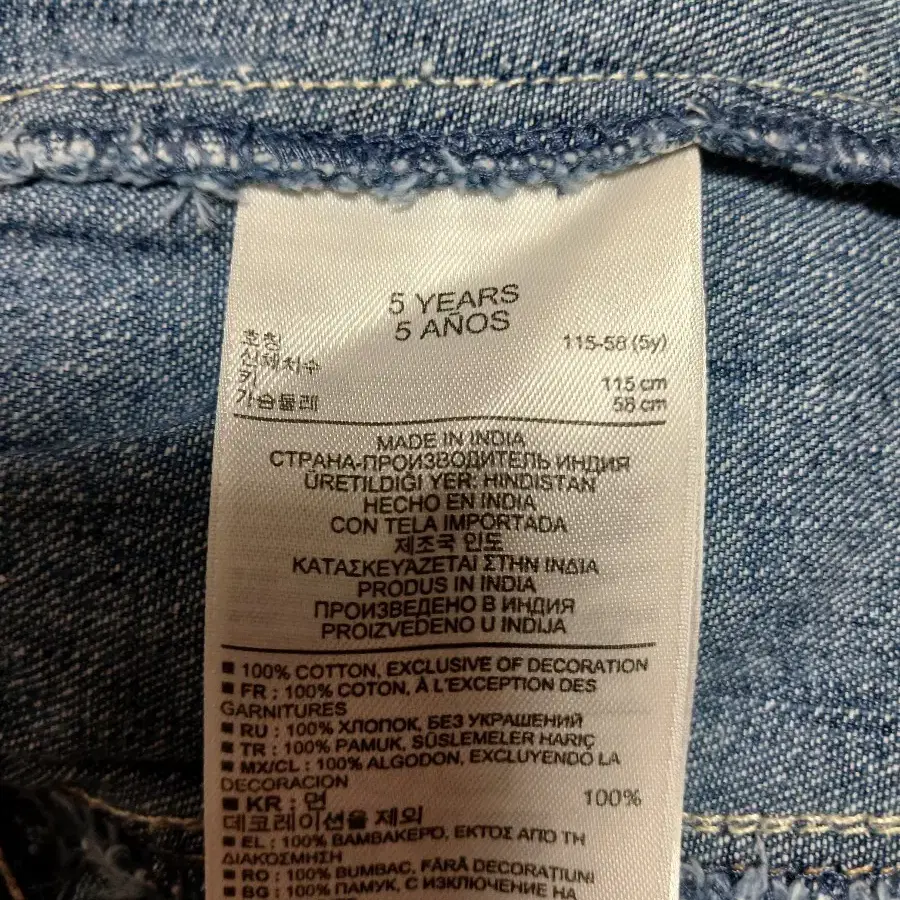 5 YEARS
5 AÑOS
호칭 115-58 (5y)
신체치수
키 115 cm
가슴둘레 58 cm
MADE IN INDIA
СТРАНА-ПРОИЗВОДИТЕЛЬ ИНДИЯ
ÜRETILDIĞI YER: HINDISTAN
HECHO EN INDIA
CON TELA IMPORTADA
제조국 인도
ΚΑΤΑΣΚΕΥΑΖΕΤΑΙ ΣΤΗΝ ΙΝΔΙΑ
PRODUS IN INDIA
ПРОИЗВЕДЕНО В ИНДИЯ
PROIZVEDENO U INDIJA
■ 100% COTTON, EXCLUSIVE OF DECORATION
■ FR : 100% COTON, À L'EXCEPTION DES
GARNITURES
■ RU : 100% ХЛОПОК, БЕЗ УКРАШЕНИЙ
■ TR : 100% PAMUK, SÜSLEMELER HARIÇ
■ MX/CL : 100% ALGODON, EXCLUYENDO LA
DECORACION
■ KR : 면 100%
데코레이션을 제외
■ EL : 100% ΒΑΜΒΑΚΕΡΟ, ΕΚΤΟΣ ΑΠΟ ΤΗ
ΔΙΑΚΟΣΜΗΣΗ
■ RO : 100% BUMBAC, FĂRĂ DECORATIUNI
■ BG : 100% ПАМУК, С ИЗКЛЮЧЕНИЕ НА